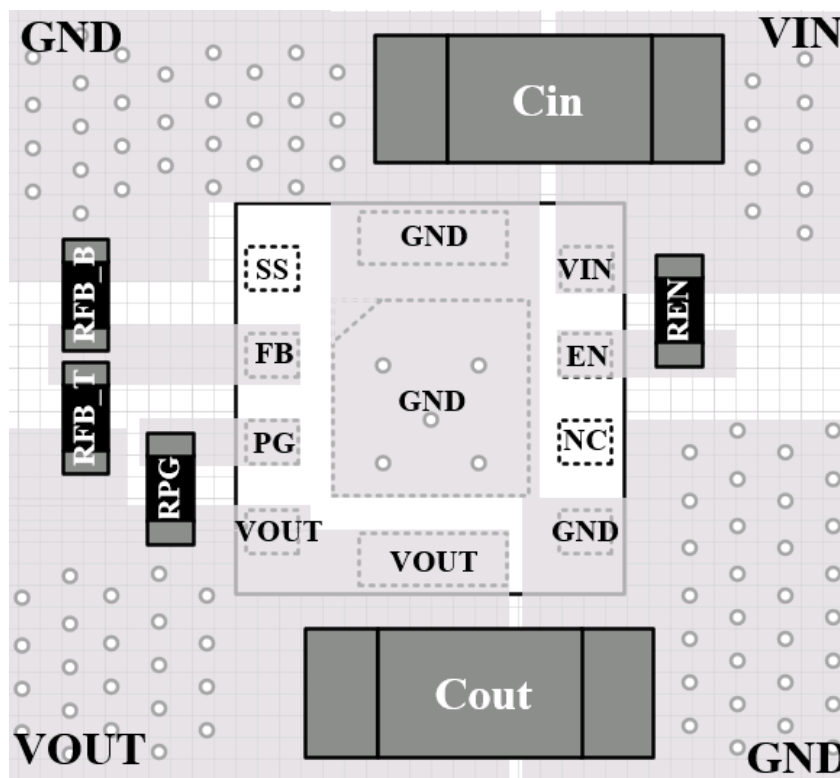 GND
VIN
Cin
GND
SS
VIN
RFB_B
REN
FB
EN
GND
RFB_T
PG
NC
RPG
VOUT
GND
VOUT
Cout
VOUT
GND